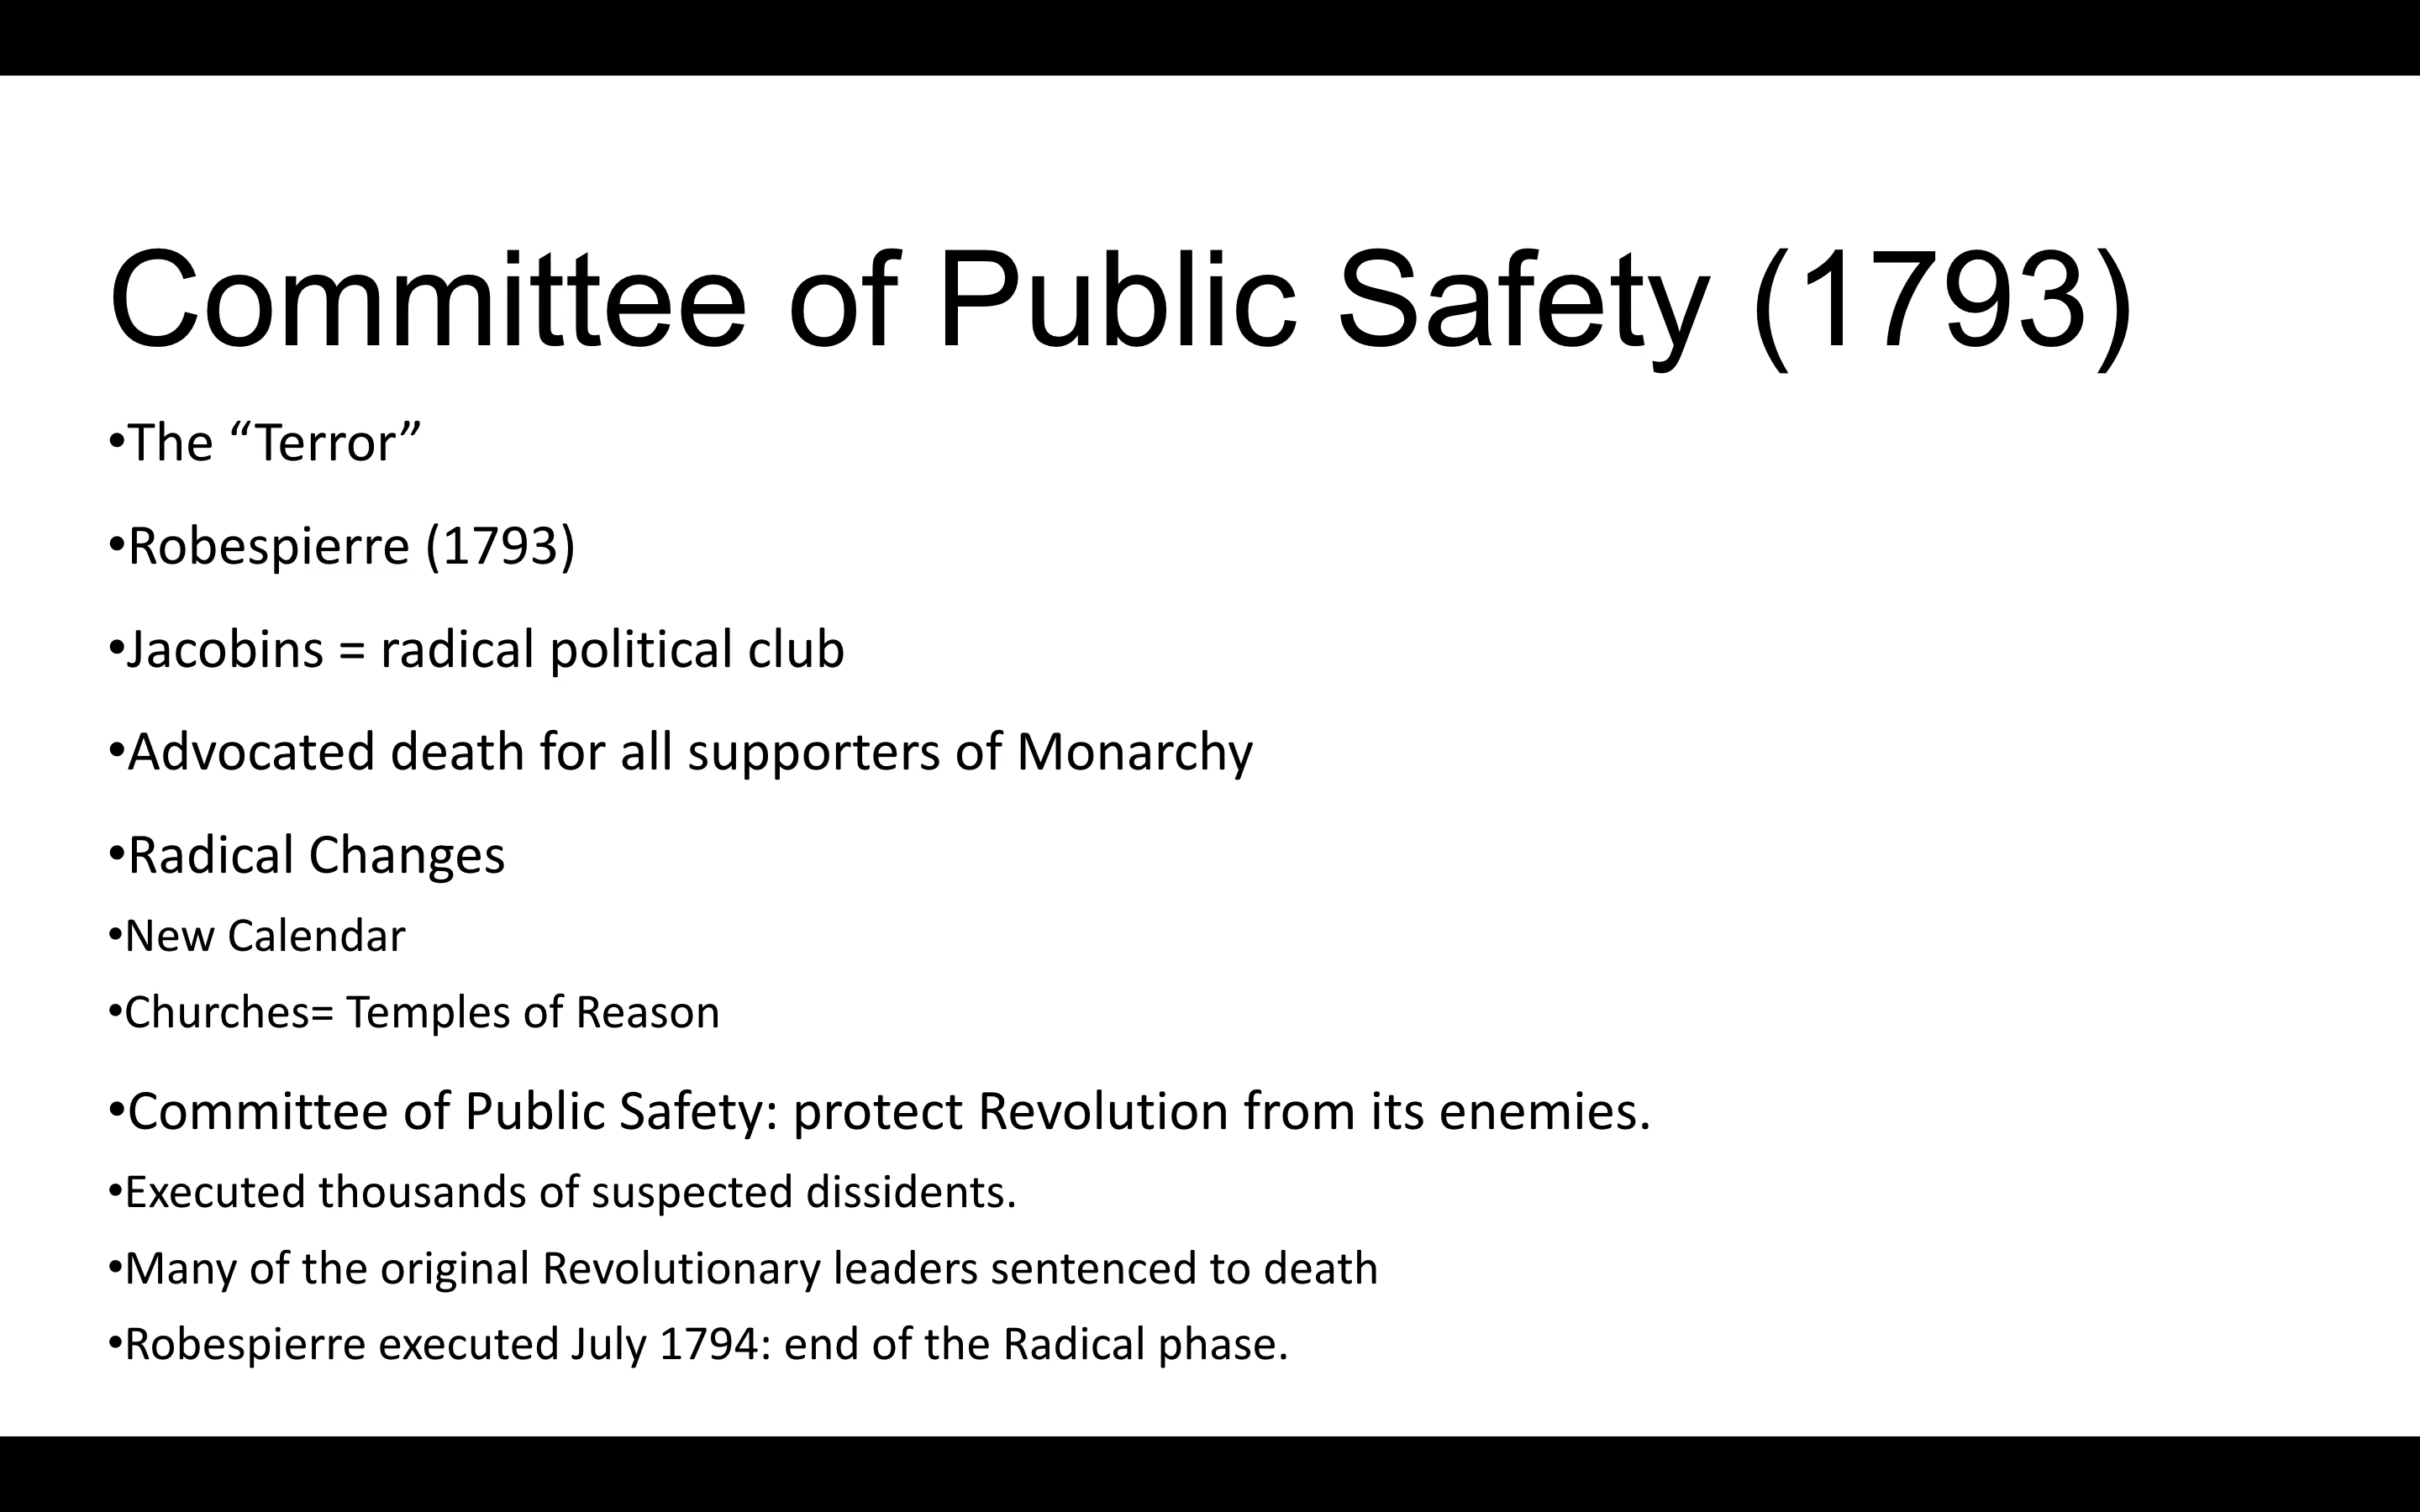 Committee of Public Safety (1793)
•The “Terror”
•Robespierre (1793)
•Jacobins = radical political club
•Advocated death for all supporters of Monarchy
•Radical Changes
•New Calendar
•Churches= Temples of Reason
•Committee of Public Safety: protect Revolution from its enemies.
•Executed thousands of suspected dissidents.
•Many of the original Revolutionary leaders sentenced to death
•Robespierre executed July 1794: end of the Radical phase.